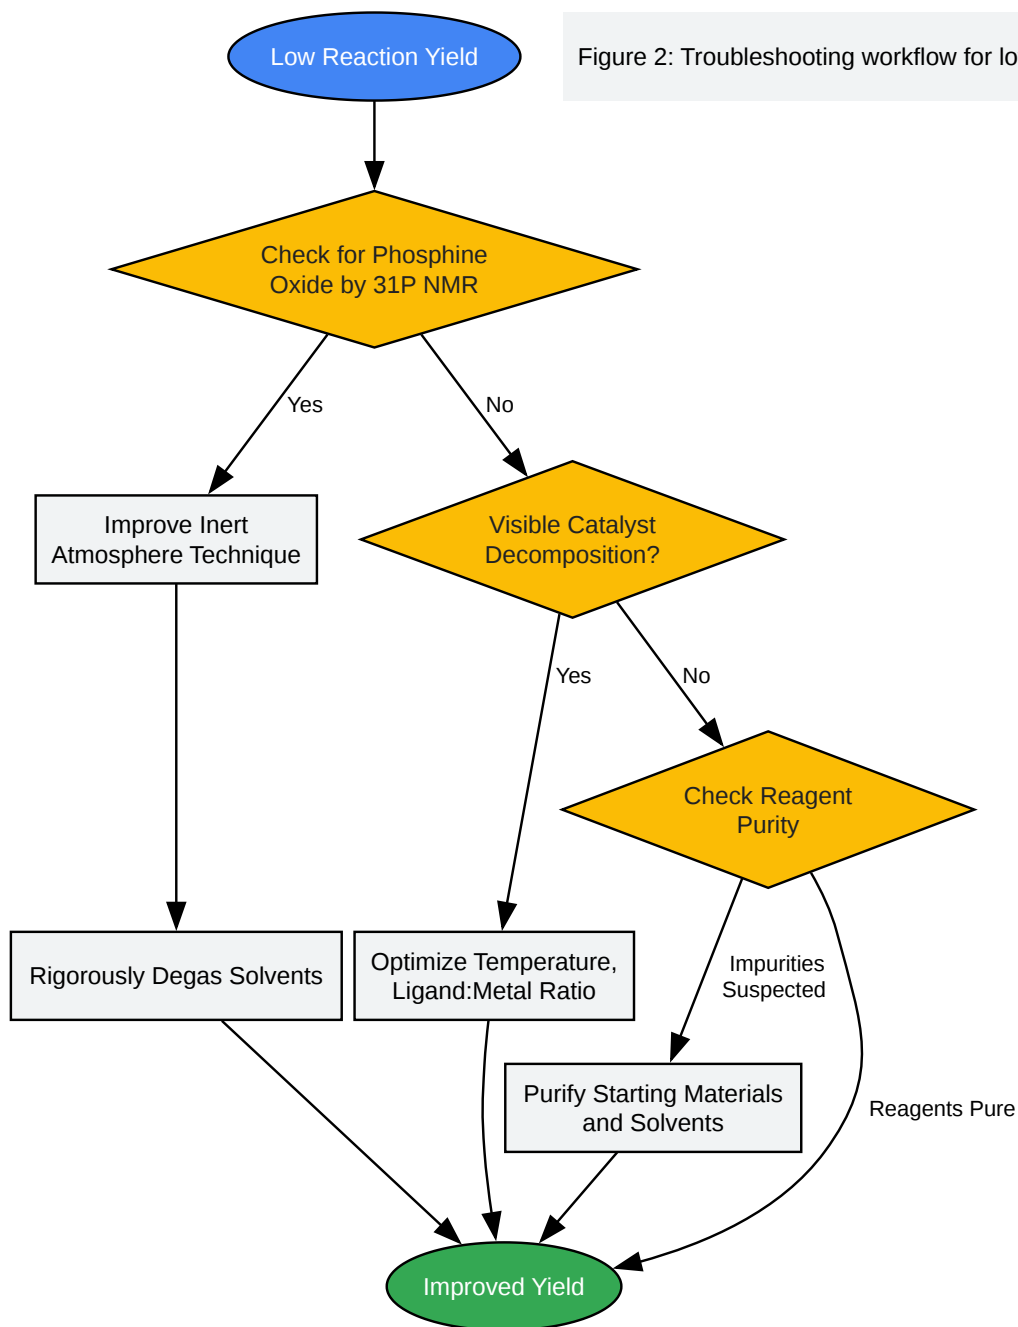 Low Reaction Yield
Figure 2: Troubleshooting workflow for lo
Check for Phosphine
Oxide by 31P NMR
Yes
No
Improve Inert
Atmosphere Technique
Visible Catalyst
Decomposition?
Yes
No
Check Reagent
Purity
Rigorously Degas Solvents
Optimize Temperature,
Ligand:Metal Ratio
Impurities
Suspected
Purify Starting Materials
and Solvents
Reagents Pure
Improved Yield